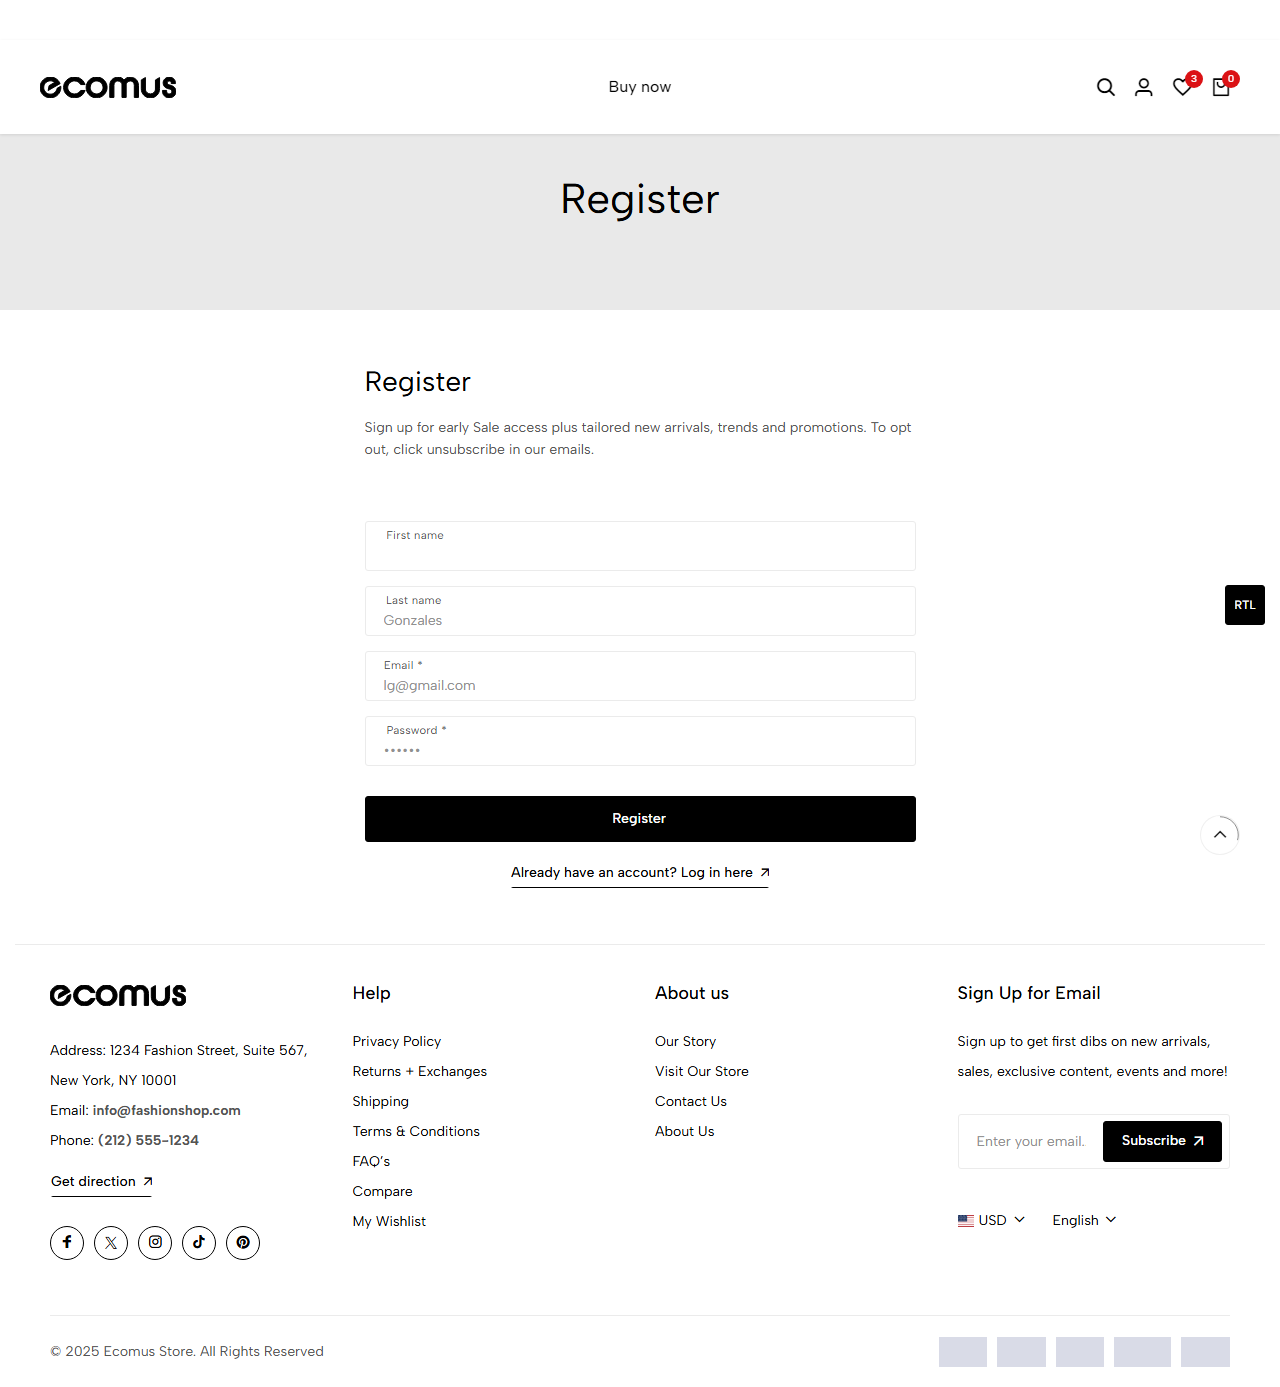 ecomus
Buy now
3
0
Register
Register
Sign up for early Sale access plus tailored new arrivals, trends and promotions. To opt
out, click unsubscribe in our emails.
First name
Last name
Gonzales
Email *
lg@gmail.com
Password *
••••••
RTL
Register
Already have an account? Log in here
ecomus
Address: 1234 Fashion Street, Suite 567,
New York, NY 10001
Email: info@fashionshop.com
Phone: (212) 555-1234
Get direction
Help
Privacy Policy
Returns + Exchanges
Shipping
Terms & Conditions
FAQ's
Compare
My Wishlist
About us
Our Story
Visit Our Store
Contact Us
About Us
Sign Up for Email
Sign up to get first dibs on new arrivals,
sales, exclusive content, events and more!
Enter your email.
Subscribe
USD
English
© 2025 Ecomus Store. All Rights Reserved